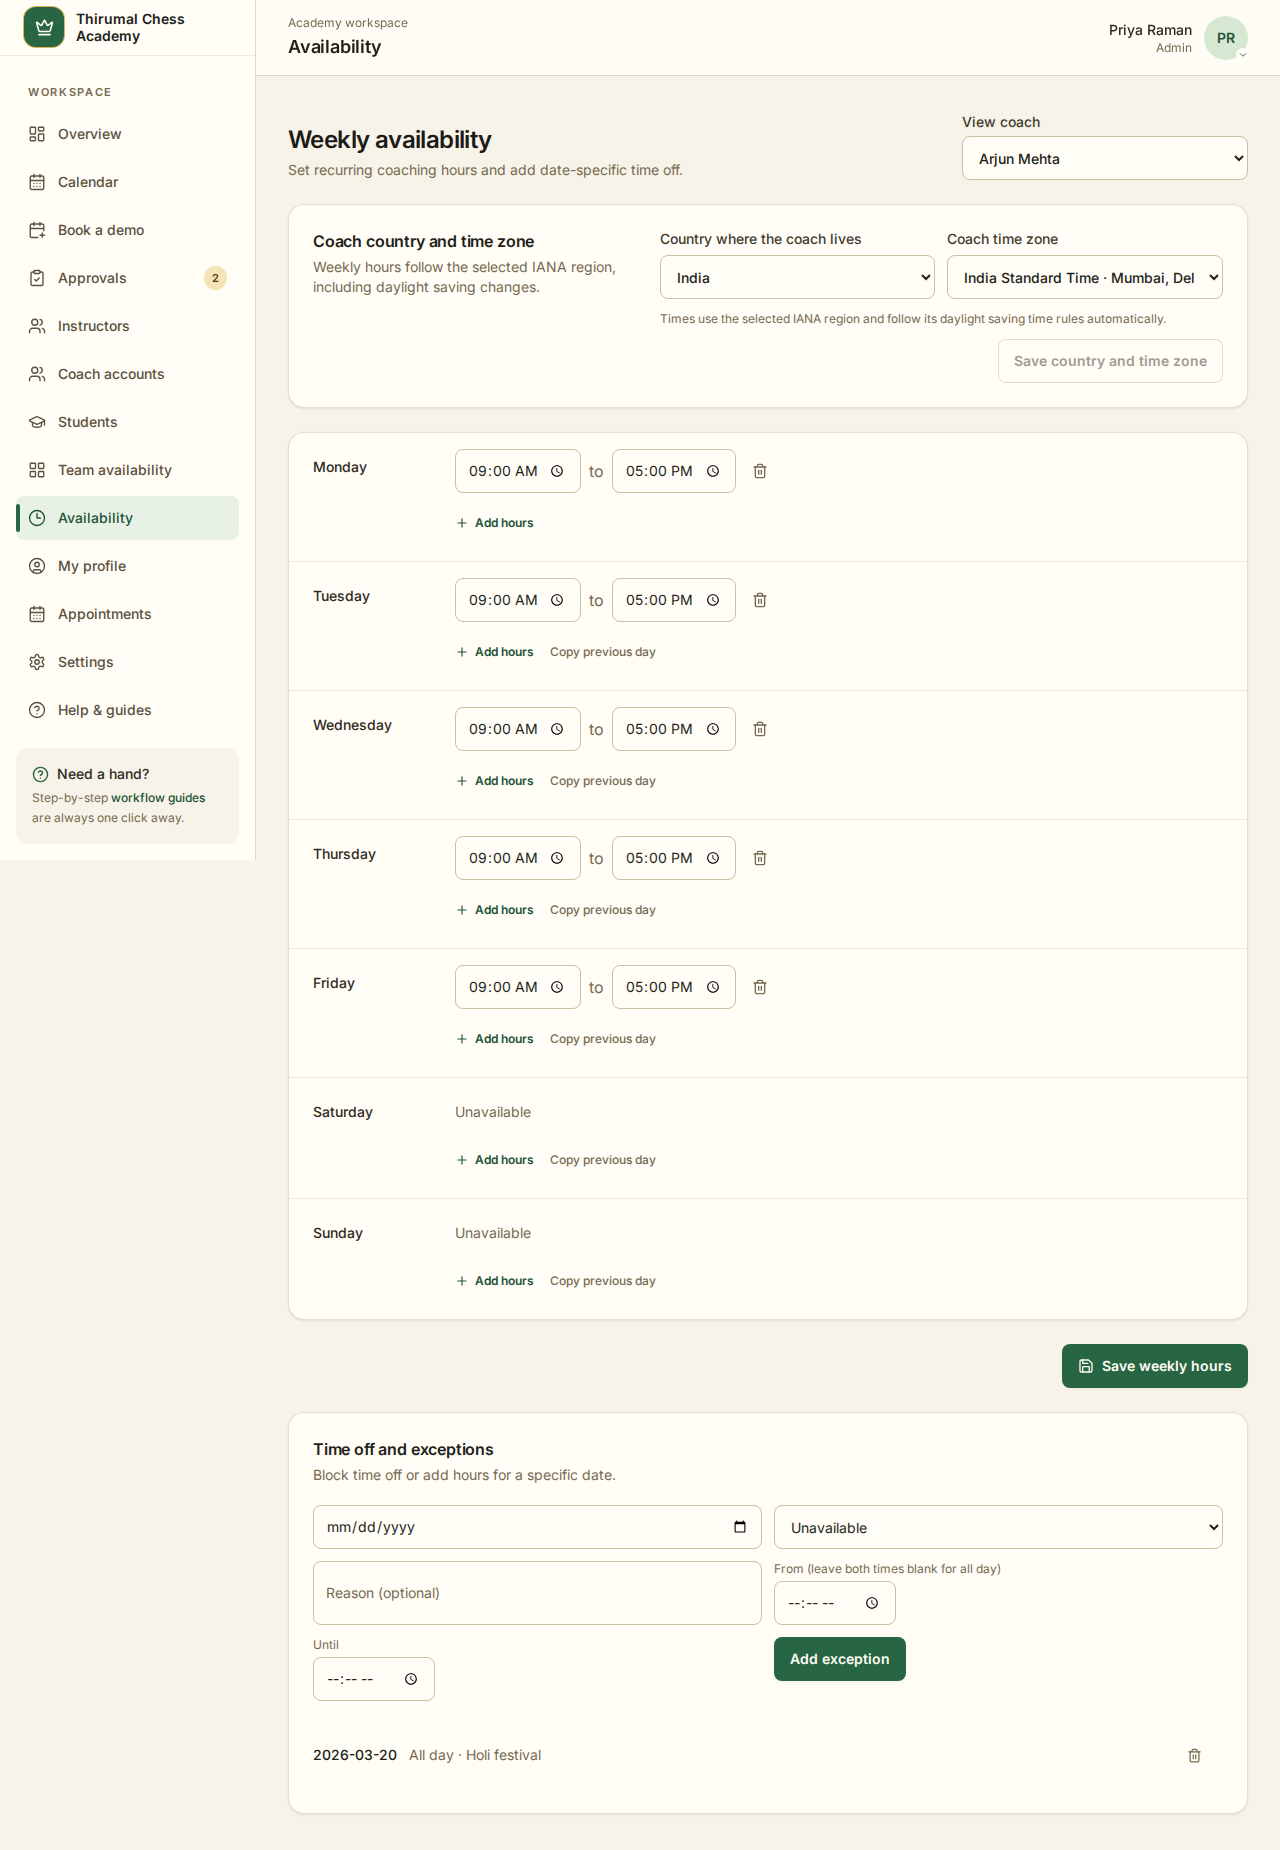 Thirumal Chess
Academy
WORKSPACE
Overview
Calendar
Book a demo
Approvals 2
Instructors
Coach accounts
Students
Team availability
Availability
My profile
Appointments
Settings
Help & guides
Need a hand?
Step-by-step workflow guides
are always one click away.
Academy workspace
Availability
Priya Raman
Admin
PR
Weekly availability
Set recurring coaching hours and add date-specific time off.
View coach
Arjun Mehta
Coach country and time zone
Weekly hours follow the selected IANA region,
including daylight saving changes.
Country where the coach lives
India
Coach time zone
India Standard Time · Mumbai, Del
Times use the selected IANA region and follow its daylight saving time rules automatically.
Save country and time zone
Monday 09:00 AM to 05:00 PM
Add hours
Tuesday 09:00 AM to 05:00 PM
Add hours Copy previous day
Wednesday 09:00 AM to 05:00 PM
Add hours Copy previous day
Thursday 09:00 AM to 05:00 PM
Add hours Copy previous day
Friday 09:00 AM to 05:00 PM
Add hours Copy previous day
Saturday Unavailable
Add hours Copy previous day
Sunday Unavailable
Add hours Copy previous day
Save weekly hours
Time off and exceptions
Block time off or add hours for a specific date.
mm/dd/yyyy
Unavailable
Reason (optional)
From (leave both times blank for all day)
--:-- --
Until
--:-- --
Add exception
2026-03-20 All day · Holi festival